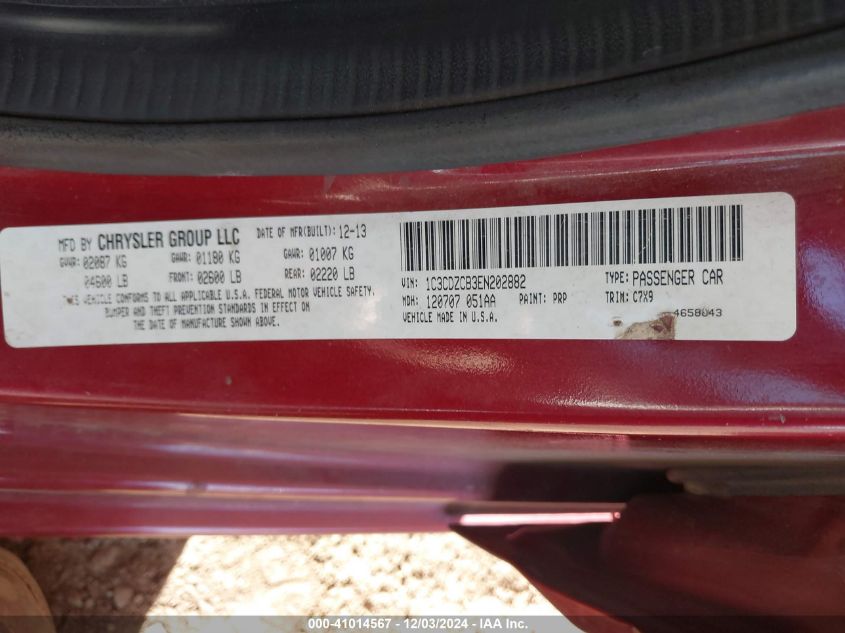 MFD BY CHRYSLER GROUP LLC DATE OF MFR(BUILT): 12-13
GVWR: 02087 KG GAWR: 01180 KG GAWR: 01007 KG
04600 LB FRONT: 02600 LB REAR: 02220 LB
THIS VEHICLE CONFORMS TO ALL APPLICABLE U.S.A. FEDERAL MOTOR VEHICLE SAFETY,
BUMPER AND THEFT PREVENTION STANDARDS IN EFFECT ON
THE DATE OF MANUFACTURE SHOWN ABOVE.
VIN: 1C3CDZCB3EN202882 TYPE: PASSENGER CAR
MDH: 120707 051AA PAINT: PRP TRIM: C7X9
VEHICLE MADE IN U.S.A. 4658043
000-41014567 - 12/03/2024 - IAA Inc.